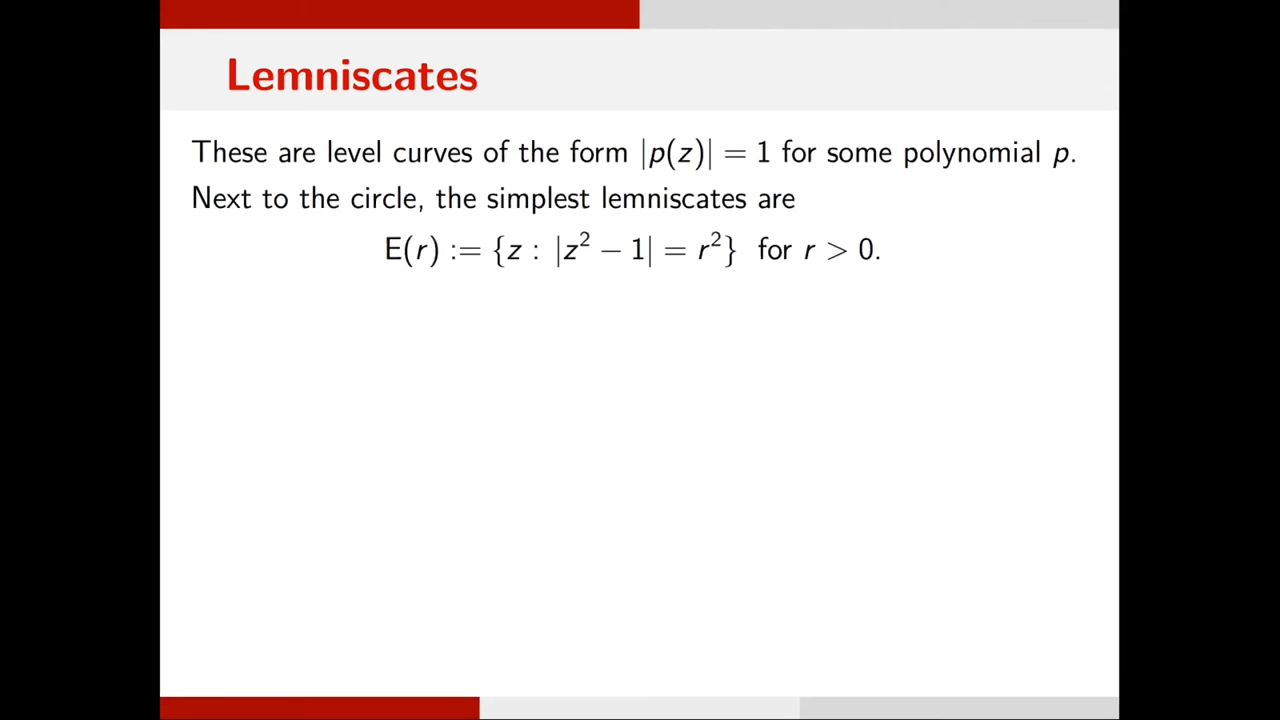 Lemniscates
These are level curves of the form |p(z)| = 1 for some polynomial p.
Next to the circle, the simplest lemniscates are
E(r) := {z : |z² − 1| = r²} for r > 0.